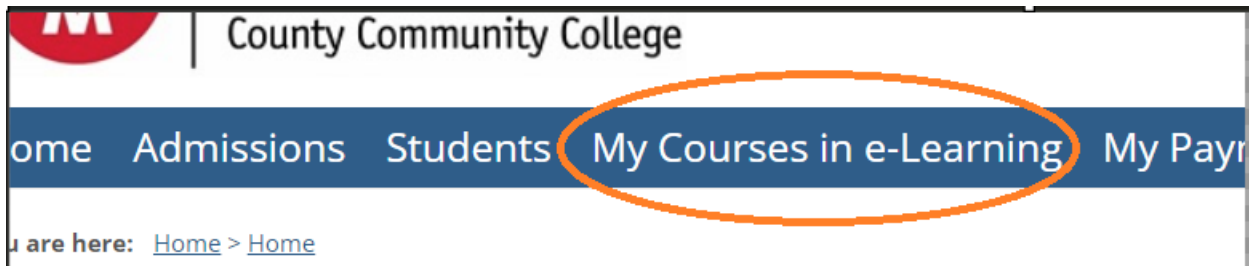 M
County Community College
ome Admissions Students My Courses in e-Learning My Payr
u are here: Home > Home